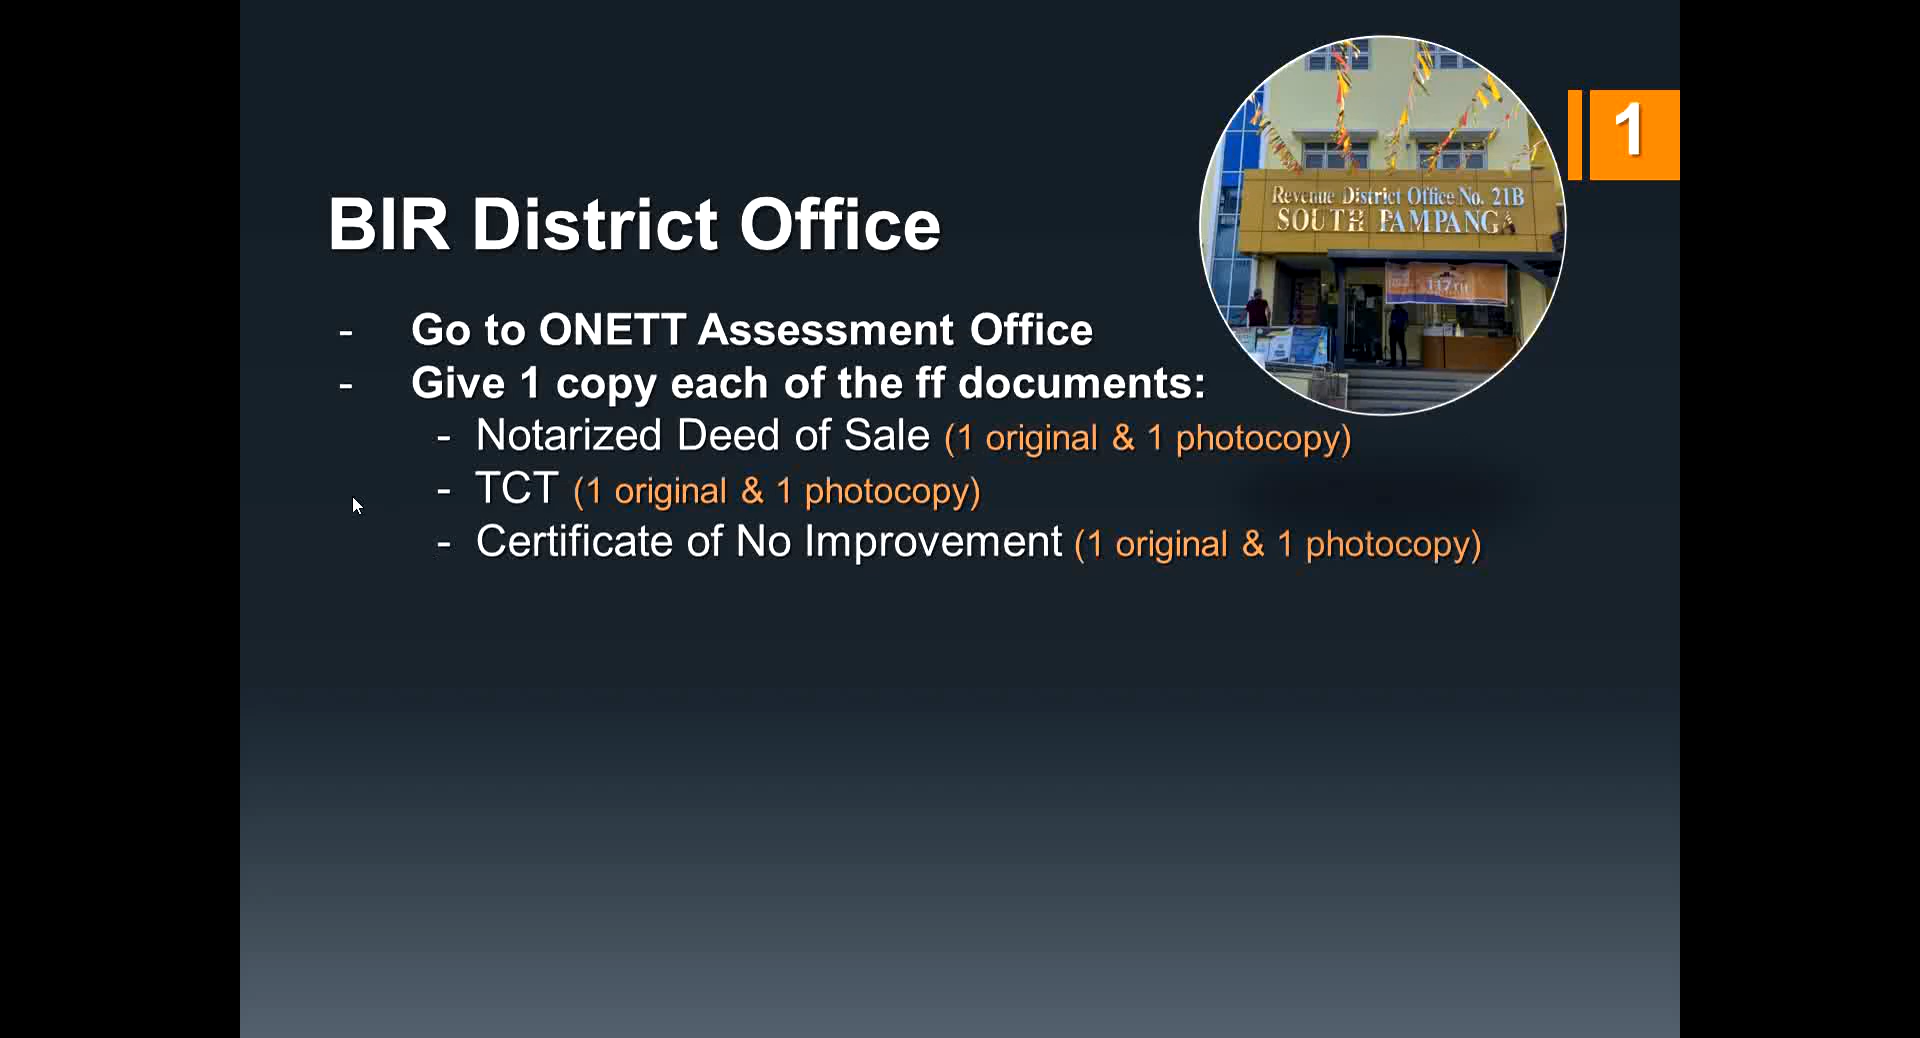 1
Revenue District Office No. 21B
SOUTH PAMPANGA
BIR District Office
- Go to ONETT Assessment Office
- Give 1 copy each of the ff documents:
- Notarized Deed of Sale (1 original & 1 photocopy)
- TCT (1 original & 1 photocopy)
- Certificate of No Improvement (1 original & 1 photocopy)